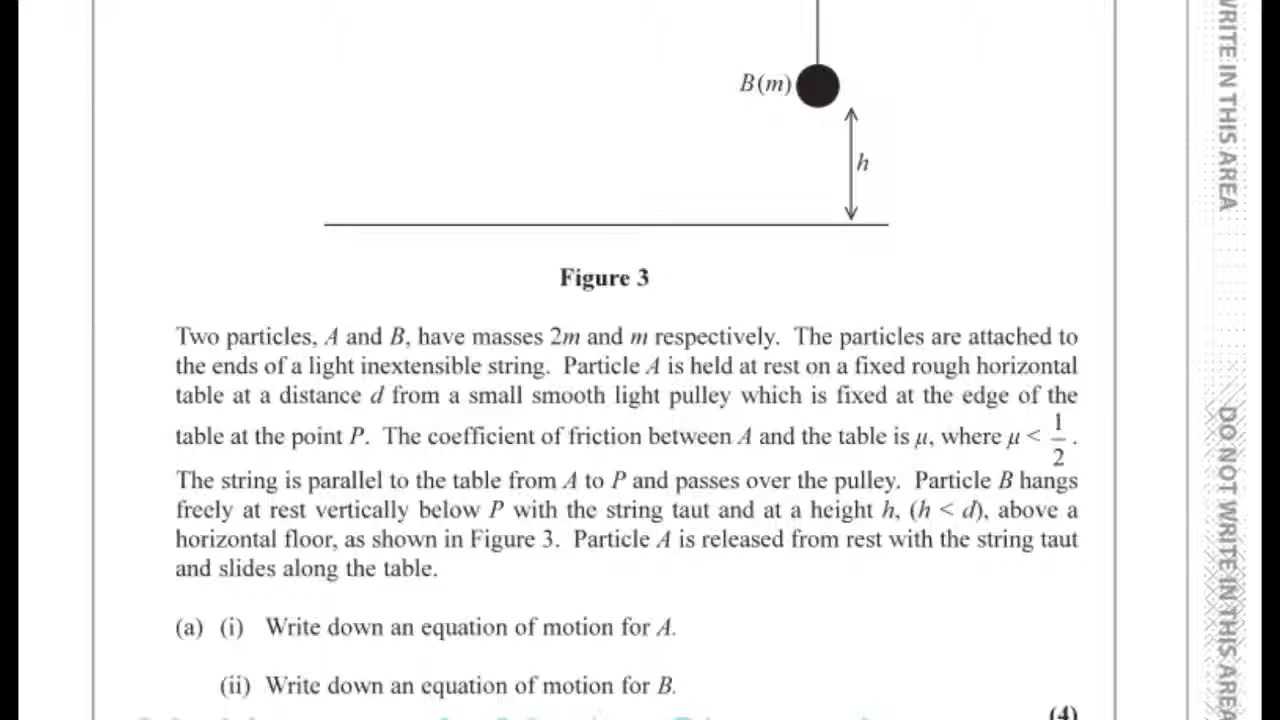 WRITE IN THIS AREA
B(m)
h
Figure 3
Two particles, A and B, have masses 2m and m respectively. The particles are attached to
the ends of a light inextensible string. Particle A is held at rest on a fixed rough horizontal
table at a distance d from a small smooth light pulley which is fixed at the edge of the
table at the point P. The coefficient of friction between A and the table is μ, where μ < 1/2.
The string is parallel to the table from A to P and passes over the pulley. Particle B hangs
freely at rest vertically below P with the string taut and at a height h, (h < d), above a
horizontal floor, as shown in Figure 3. Particle A is released from rest with the string taut
and slides along the table.
(a) (i) Write down an equation of motion for A.
(ii) Write down an equation of motion for B.
(4)
DO NOT WRITE IN THIS AREA